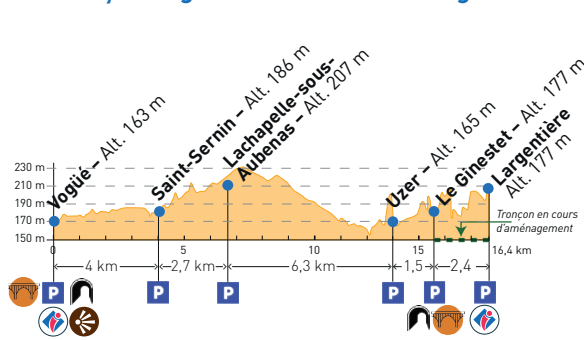 Vogüe – Alt. 163 m
Saint-Sernin – Alt. 186 m
Lachapelle-sous-
Aubenas – Alt. 207 m
Uzer – Alt. 165 m
Le Ginestet – Alt. 177 m
Largentière
Alt. 177 m
230 m
210 m
190 m
170 m
150 m
Tronçon en cours
d'aménagement
0 5 10 15 16,4 km
4 km 2,7 km 6,3 km 1,5 2,4
P P P P P P